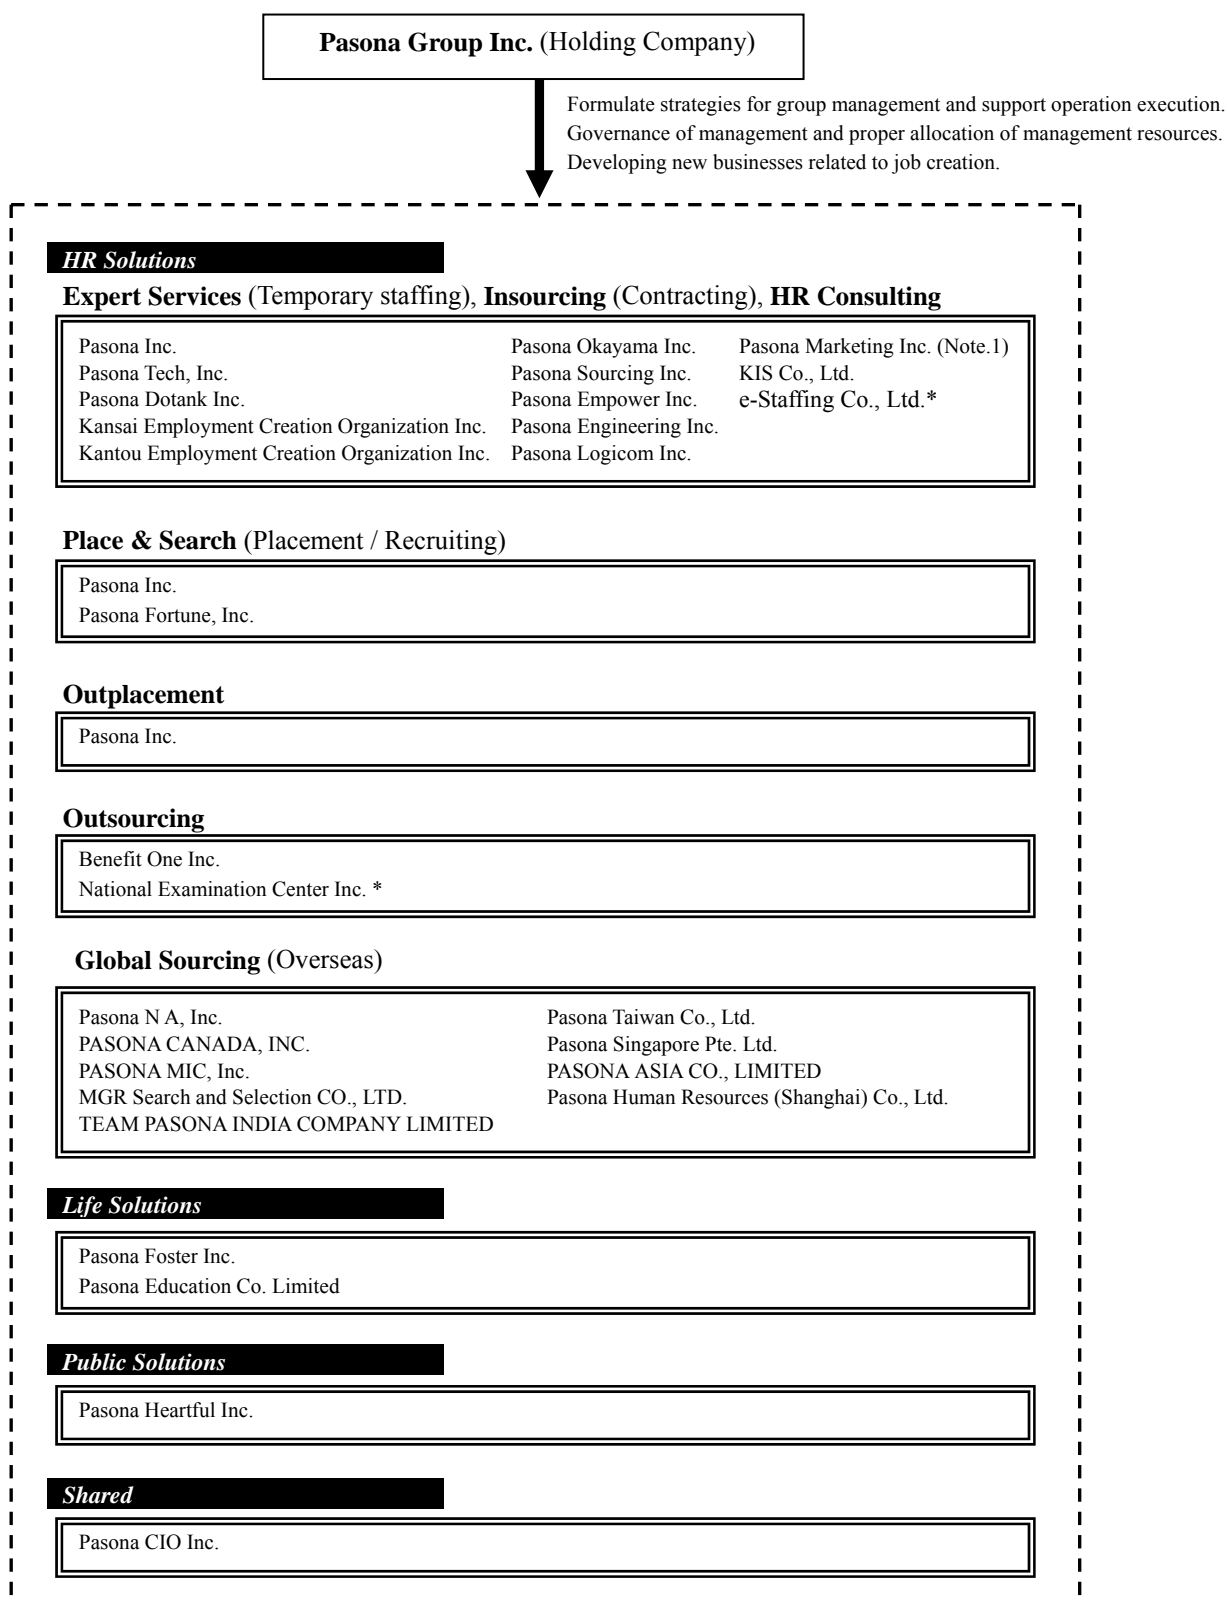 Pasona Group Inc. (Holding Company)
Formulate strategies for group management and support operation execution.
Governance of management and proper allocation of management resources.
Developing new businesses related to job creation.
HR Solutions
Expert Services (Temporary staffing), Insourcing (Contracting), HR Consulting
Pasona Inc.
Pasona Tech, Inc.
Pasona Dotank Inc.
Kansai Employment Creation Organization Inc.
Kantou Employment Creation Organization Inc.
Pasona Okayama Inc.
Pasona Sourcing Inc.
Pasona Empower Inc.
Pasona Engineering Inc.
Pasona Logicom Inc.
Pasona Marketing Inc. (Note.1)
KIS Co., Ltd.
e-Staffing Co., Ltd.*
Place & Search (Placement / Recruiting)
Pasona Inc.
Pasona Fortune, Inc.
Outplacement
Pasona Inc.
Outsourcing
Benefit One Inc.
National Examination Center Inc. *
Global Sourcing (Overseas)
Pasona N A, Inc.
PASONA CANADA, INC.
PASONA MIC, Inc.
MGR Search and Selection CO., LTD.
TEAM PASONA INDIA COMPANY LIMITED
Pasona Taiwan Co., Ltd.
Pasona Singapore Pte. Ltd.
PASONA ASIA CO., LIMITED
Pasona Human Resources (Shanghai) Co., Ltd.
Life Solutions
Pasona Foster Inc.
Pasona Education Co. Limited
Public Solutions
Pasona Heartful Inc.
Shared
Pasona CIO Inc.